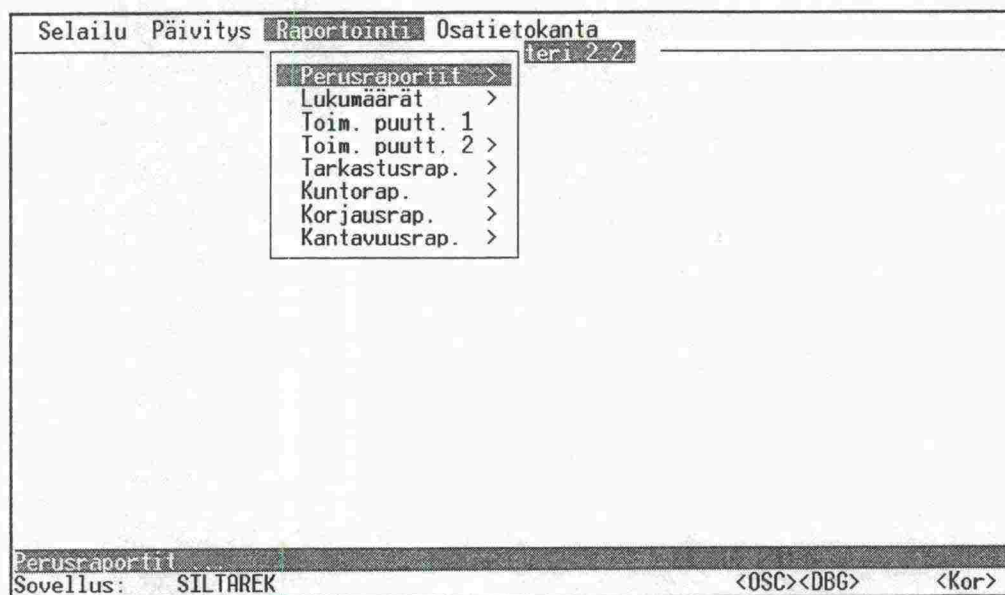 Selailu Päivitys Raportointi Osatietokanta
teri 2.2
Perusraportit >
Lukumäärät >
Toim. puutt. 1
Toim. puutt. 2 >
Tarkastusrap. >
Kuntorap. >
Korjausrap. >
Kantavuusrap. >
Perusraportit ...
Sovellus: SILTAREK <OSC><DBG> <Kor>